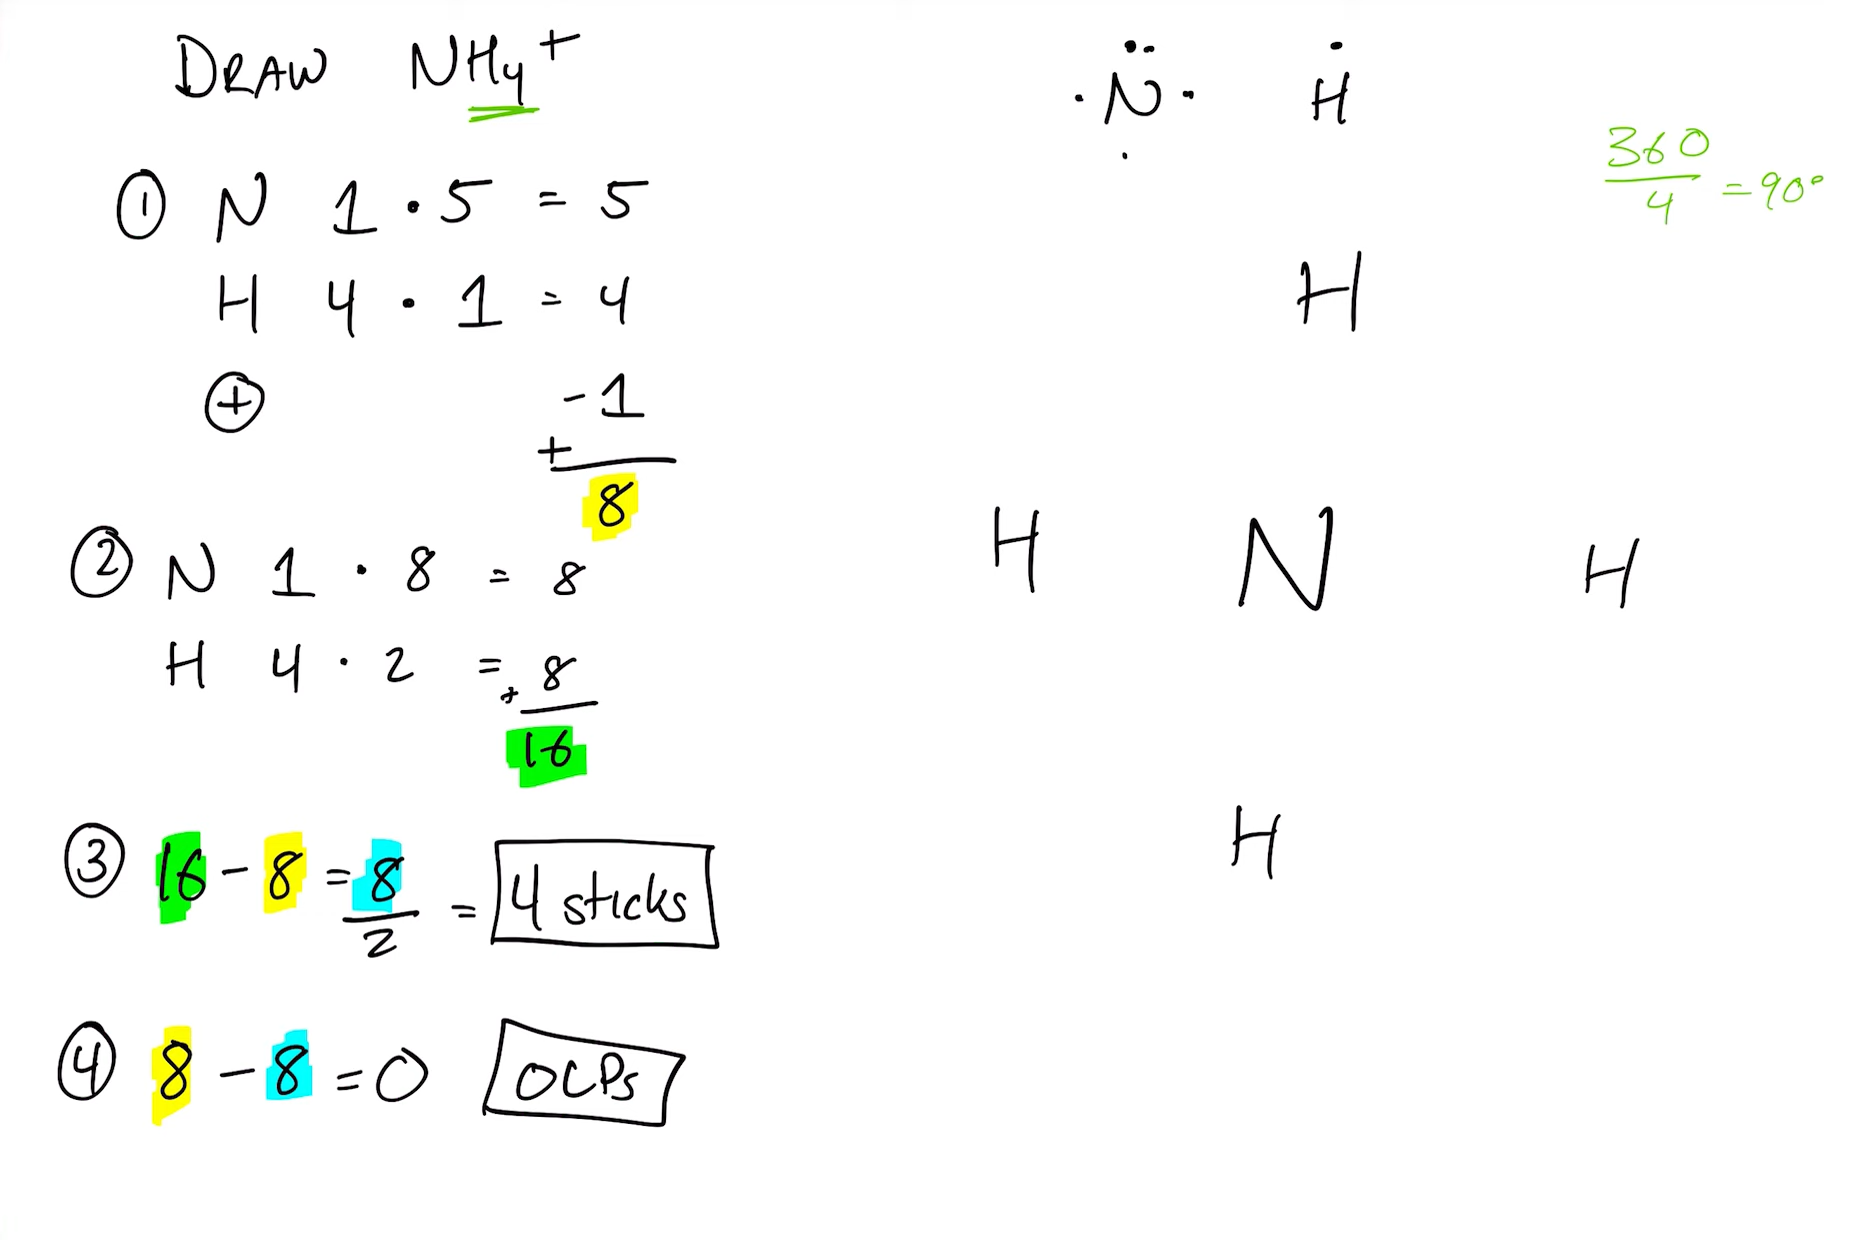 DRAW NH4+
① N 1 · 5 = 5
H 4 · 1 = 4
⊕ -1
+
8
② N 1 · 8 = 8
H 4 · 2 = 8
+
16
③ 16 - 8 = 8/2 = 4 sticks
④ 8 - 8 = 0 OLPs
N H
360/4 = 90°
H
H N H
H